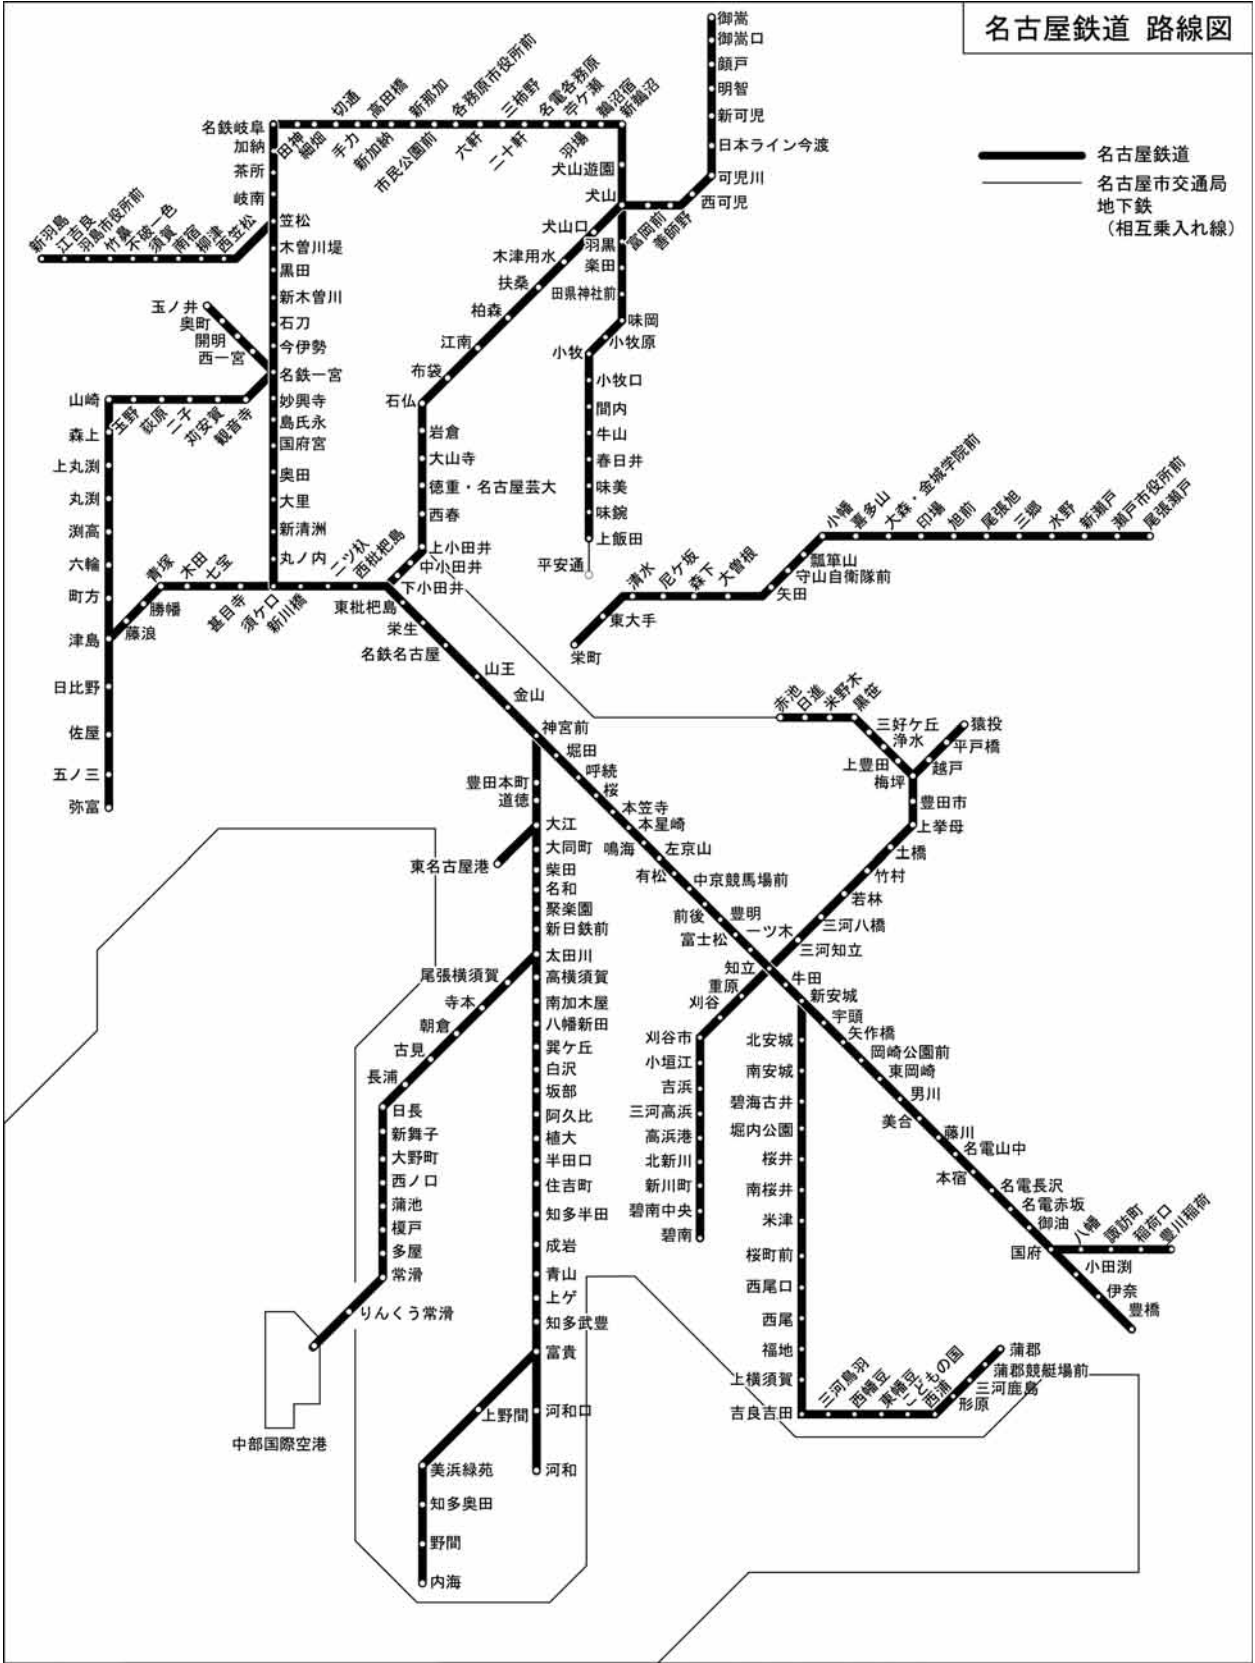 名古屋鉄道 路線図
名古屋鉄道
名古屋市交通局
地下鉄
(相互乗入れ線)
御嵩
御嵩口
顔戸
明智
新可児
日本ライン今渡
可児川
西可児
善師野
富岡前
犬山
犬山遊園
新鵜沼
鵜沼宿
羽場
苧ケ瀬
名電各務原
二十軒
三柿野
六軒
各務原市役所前
市民公園前
新那加
新加納
高田橋
手力
切通
細畑
田神
名鉄岐阜
加納
茶所
岐南
笠松
木曽川堤
黒田
新木曽川
石刀
今伊勢
名鉄一宮
妙興寺
島氏永
国府宮
奥田
大里
新清洲
丸ノ内
新羽島
江吉良
羽島市役所前
竹鼻
不破一色
須賀
南宿
柳津
西笠松
玉ノ井
奥町
開明
西一宮
山崎
玉野
荻原
二子
苅安賀
観音寺
森上
上丸渕
丸渕
渕高
六輪
町方
津島
日比野
佐屋
五ノ三
弥富
藤浪
勝幡
青塚
木田
七宝
甚目寺
須ケ口
新川橋
二ツ杁
西枇杷島
犬山口
木津用水
扶桑
柏森
江南
布袋
石仏
岩倉
大山寺
徳重・名古屋芸大
西春
上小田井
中小田井
下小田井
羽黒
楽田
田県神社前
味岡
小牧原
小牧
小牧口
間内
牛山
春日井
味美
味鋺
上飯田
平安通
栄町
東大手
清水
尼ケ坂
森下
大曽根
矢田
守山自衛隊前
瓢箪山
小幡
喜多山
大森・金城学院前
印場
旭前
尾張旭
三郷
水野
新瀬戸
瀬戸市役所前
尾張瀬戸
東枇杷島
栄生
名鉄名古屋
山王
金山
神宮前
堀田
呼続
桜
本笠寺
本星崎
鳴海
左京山
有松
中京競馬場前
前後
豊明
富士松
一ツ木
知立
牛田
新安城
宇頭
矢作橋
岡崎公園前
東岡崎
男川
美合
藤川
名電山中
本宿
名電長沢
名電赤坂
御油
国府
小田渕
伊奈
豊橋
八幡
諏訪町
稲荷口
豊川稲荷
赤池
日進
米野木
黒笹
三好ケ丘
浄水
上豊田
梅坪
猿投
平戸橋
越戸
豊田市
上挙母
土橋
竹村
若林
三河八橋
三河知立
重原
刈谷
刈谷市
小垣江
吉浜
三河高浜
高浜港
北新川
新川町
碧南中央
碧南
北安城
南安城
碧海古井
堀内公園
桜井
南桜井
米津
桜町前
西尾口
西尾
福地
上横須賀
吉良吉田
三河鳥羽
西幡豆
東幡豆
こどもの国
西浦
形原
三河鹿島
蒲郡競艇場前
蒲郡
豊田本町
道徳
大江
東名古屋港
大同町
柴田
名和
聚楽園
新日鉄前
太田川
高横須賀
南加木屋
八幡新田
巽ケ丘
白沢
坂部
阿久比
植大
半田口
住吉町
知多半田
成岩
青山
上ゲ
知多武豊
富貴
河和口
河和
上野間
美浜緑苑
知多奥田
野間
内海
尾張横須賀
寺本
朝倉
古見
長浦
日長
新舞子
大野町
西ノ口
蒲池
榎戸
多屋
常滑
りんくう常滑
中部国際空港